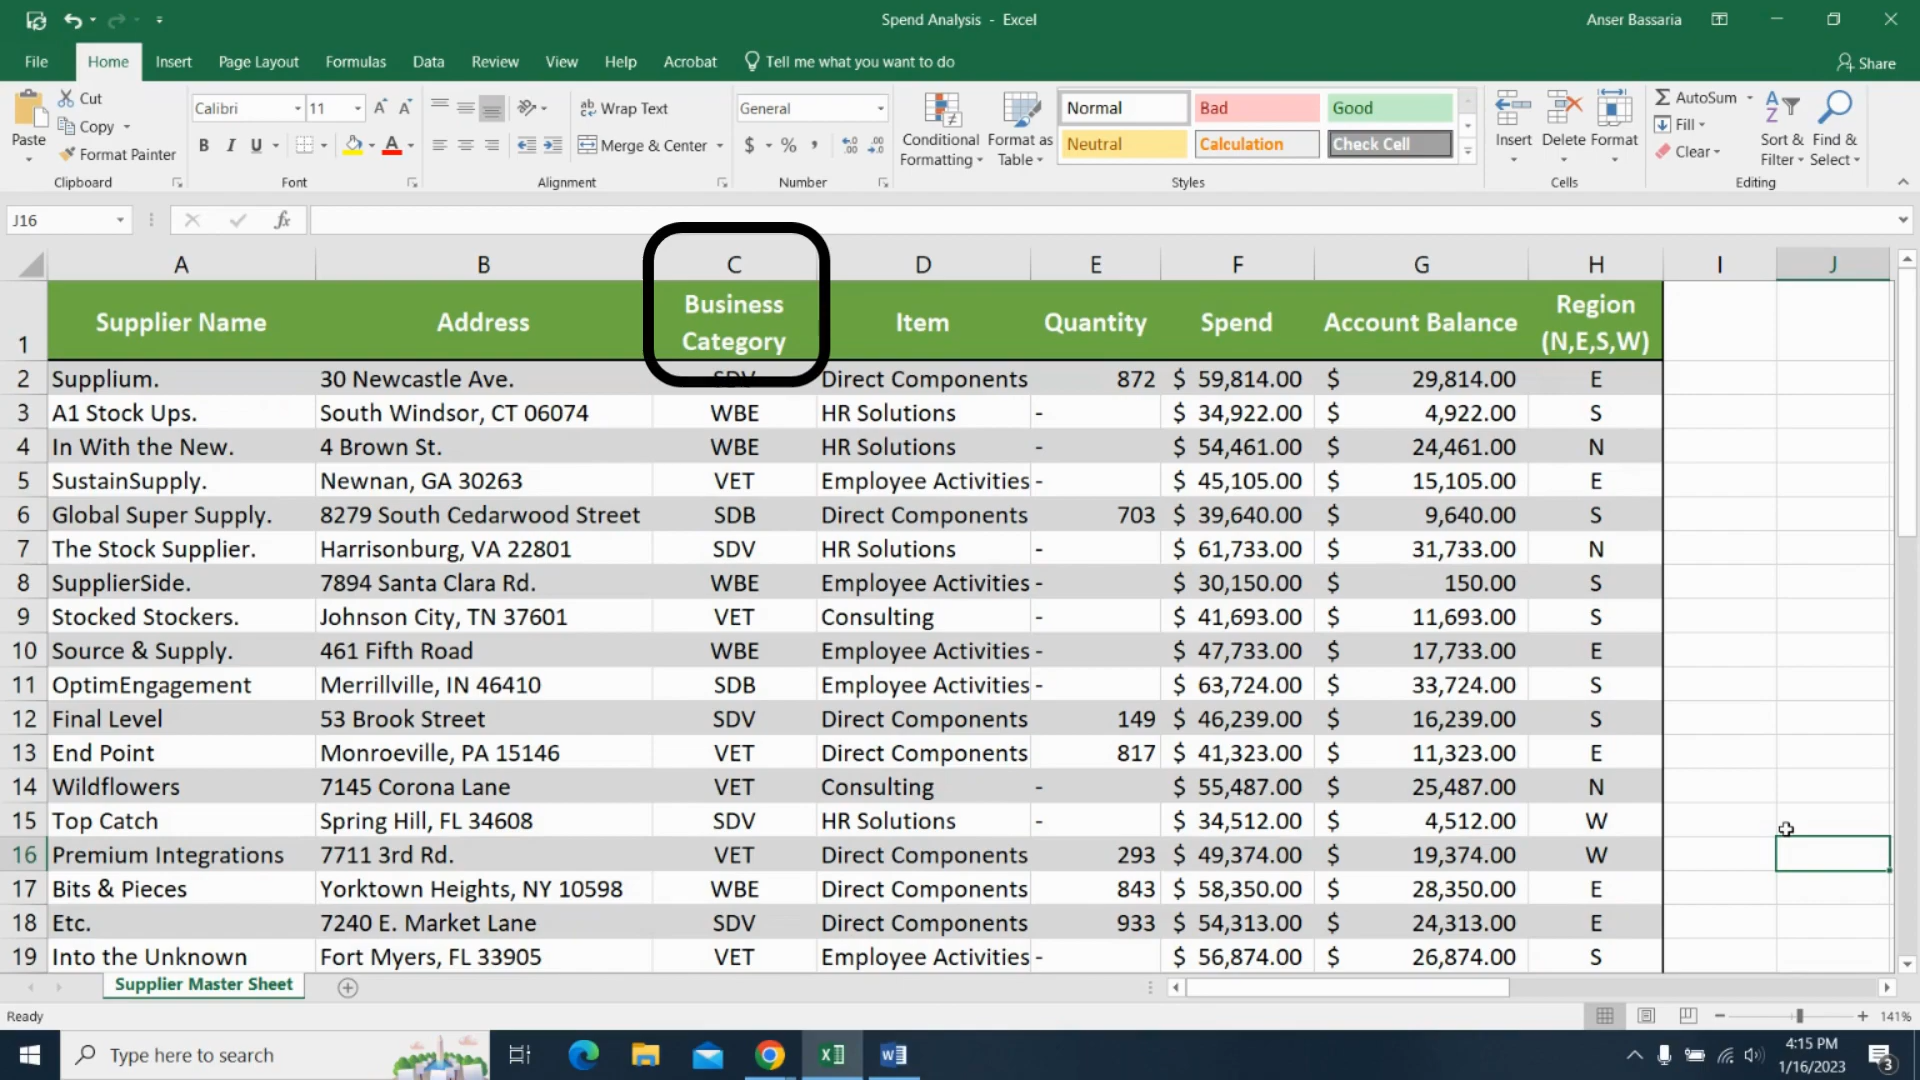 Spend Analysis - Excel
Anser Bassaria
File Home Insert Page Layout Formulas Data Review View Help Acrobat Tell me what you want to do Share
Paste Cut
Copy
Format Painter
Clipboard
Calibri 11
B I U A
Font
Wrap Text
Merge & Center
Alignment
General
$ % ,
Number
Conditional Formatting
Format as Table
Normal Bad Good
Neutral Calculation Check Cell
Styles
Insert Delete Format
Cells
AutoSum
Fill
Clear
Sort & Filter
Find & Select
Editing
J16 fx
A B C D E F G H I J
1 Supplier Name Address Business Category Item Quantity Spend Account Balance Region (N,E,S,W)
2 Supplium. 30 Newcastle Ave. SDV Direct Components 872 $ 59,814.00 $ 29,814.00 E
3 A1 Stock Ups. South Windsor, CT 06074 WBE HR Solutions - $ 34,922.00 $ 4,922.00 S
4 In With the New. 4 Brown St. WBE HR Solutions - $ 54,461.00 $ 24,461.00 N
5 SustainSupply. Newnan, GA 30263 VET Employee Activities - $ 45,105.00 $ 15,105.00 E
6 Global Super Supply. 8279 South Cedarwood Street SDB Direct Components 703 $ 39,640.00 $ 9,640.00 S
7 The Stock Supplier. Harrisonburg, VA 22801 SDV HR Solutions - $ 61,733.00 $ 31,733.00 N
8 SupplierSide. 7894 Santa Clara Rd. WBE Employee Activities - $ 30,150.00 $ 150.00 S
9 Stocked Stockers. Johnson City, TN 37601 VET Consulting - $ 41,693.00 $ 11,693.00 S
10 Source & Supply. 461 Fifth Road WBE Employee Activities - $ 47,733.00 $ 17,733.00 E
11 OptimEngagement Merrillville, IN 46410 SDB Employee Activities - $ 63,724.00 $ 33,724.00 S
12 Final Level 53 Brook Street SDV Direct Components 149 $ 46,239.00 $ 16,239.00 S
13 End Point Monroeville, PA 15146 VET Direct Components 817 $ 41,323.00 $ 11,323.00 E
14 Wildflowers 7145 Corona Lane VET Consulting - $ 55,487.00 $ 25,487.00 N
15 Top Catch Spring Hill, FL 34608 SDV HR Solutions - $ 34,512.00 $ 4,512.00 W
16 Premium Integrations 7711 3rd Rd. VET Direct Components 293 $ 49,374.00 $ 19,374.00 W
17 Bits & Pieces Yorktown Heights, NY 10598 WBE Direct Components 843 $ 58,350.00 $ 28,350.00 E
18 Etc. 7240 E. Market Lane SDV Direct Components 933 $ 54,313.00 $ 24,313.00 E
19 Into the Unknown Fort Myers, FL 33905 VET Employee Activities - $ 56,874.00 $ 26,874.00 S
Supplier Master Sheet
Ready 141%
Type here to search
4:15 PM
1/16/2023
3